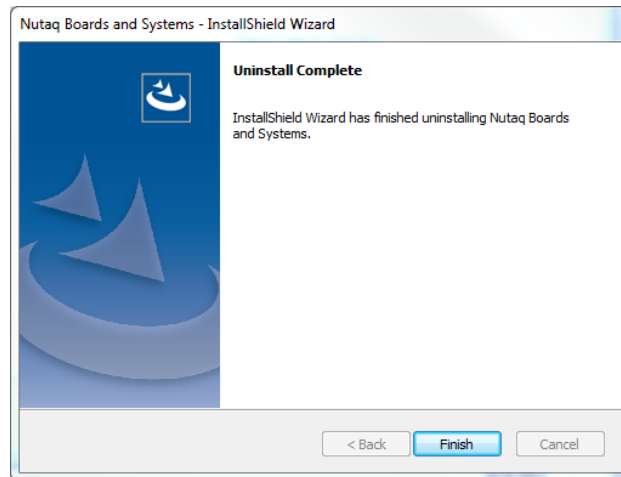 Nutaq Boards and Systems - InstallShield Wizard
Uninstall Complete
InstallShield Wizard has finished uninstalling Nutaq Boards
and Systems.
< Back
Finish
Cancel